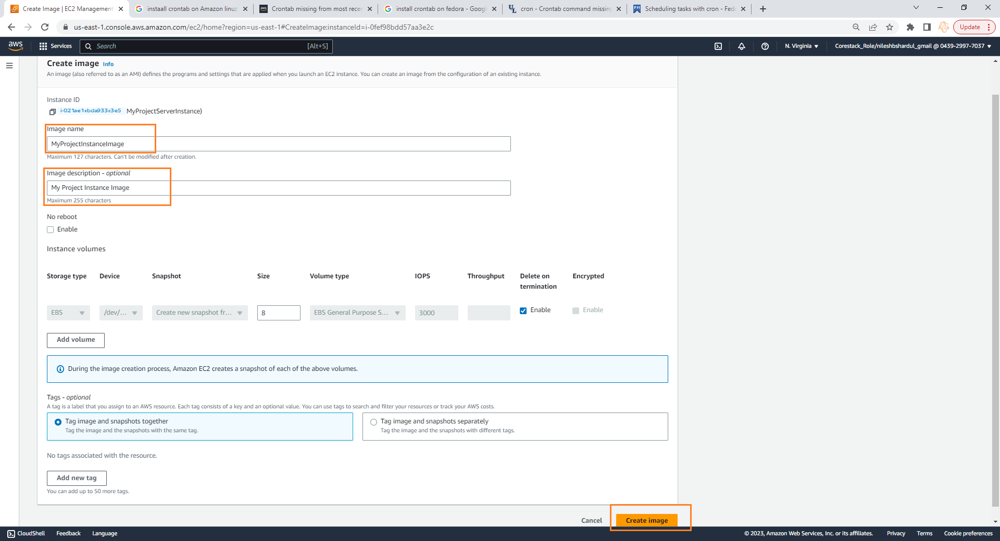 Create Image | EC2 Management
instaall crontab on Amazon linuz
Crontab missing from most recen
install crontab on fedora - Google
cron - Crontab command missing
Scheduling tasks with cron - Fedo
us-east-1.console.aws.amazon.com/ec2/home?region=us-east-1#CreateImage:instanceId=i-0fef98bdd57aa3e2c
Update
aws
Services
Search
[Alt+S]
N. Virginia
Corestack_Role/nileshbshardul_gmail @ 0439-2997-7037
Create image Info
An image (also referred to as an AMI) defines the programs and settings that are applied when you launch an EC2 instance. You can create an image from the configuration of an existing instance.
Instance ID
MyProjectServerInstance)
Image name
MyProjectInstanceImage
Maximum 127 characters. Can't be modified after creation.
Image description - optional
My Project Instance Image
Maximum 255 characters
No reboot
Enable
Instance volumes
Storage type Device Snapshot Size Volume type IOPS Throughput Delete on termination Encrypted
EBS /dev/... Create new snapshot fr... 8 EBS General Purpose S... 3000 Enable Enable
Add volume
During the image creation process, Amazon EC2 creates a snapshot of each of the above volumes.
Tags - optional
A tag is a label that you assign to an AWS resource. Each tag consists of a key and an optional value. You can use tags to search and filter your resources or track your AWS costs.
Tag image and snapshots together
Tag the image and the snapshots with the same tag.
Tag image and snapshots separately
Tag the image and the snapshots with different tags.
No tags associated with the resource.
Add new tag
You can add up to 50 more tags.
Cancel
Create image
CloudShell Feedback Language
© 2023, Amazon Web Services, Inc. or its affiliates. Privacy Terms Cookie preferences